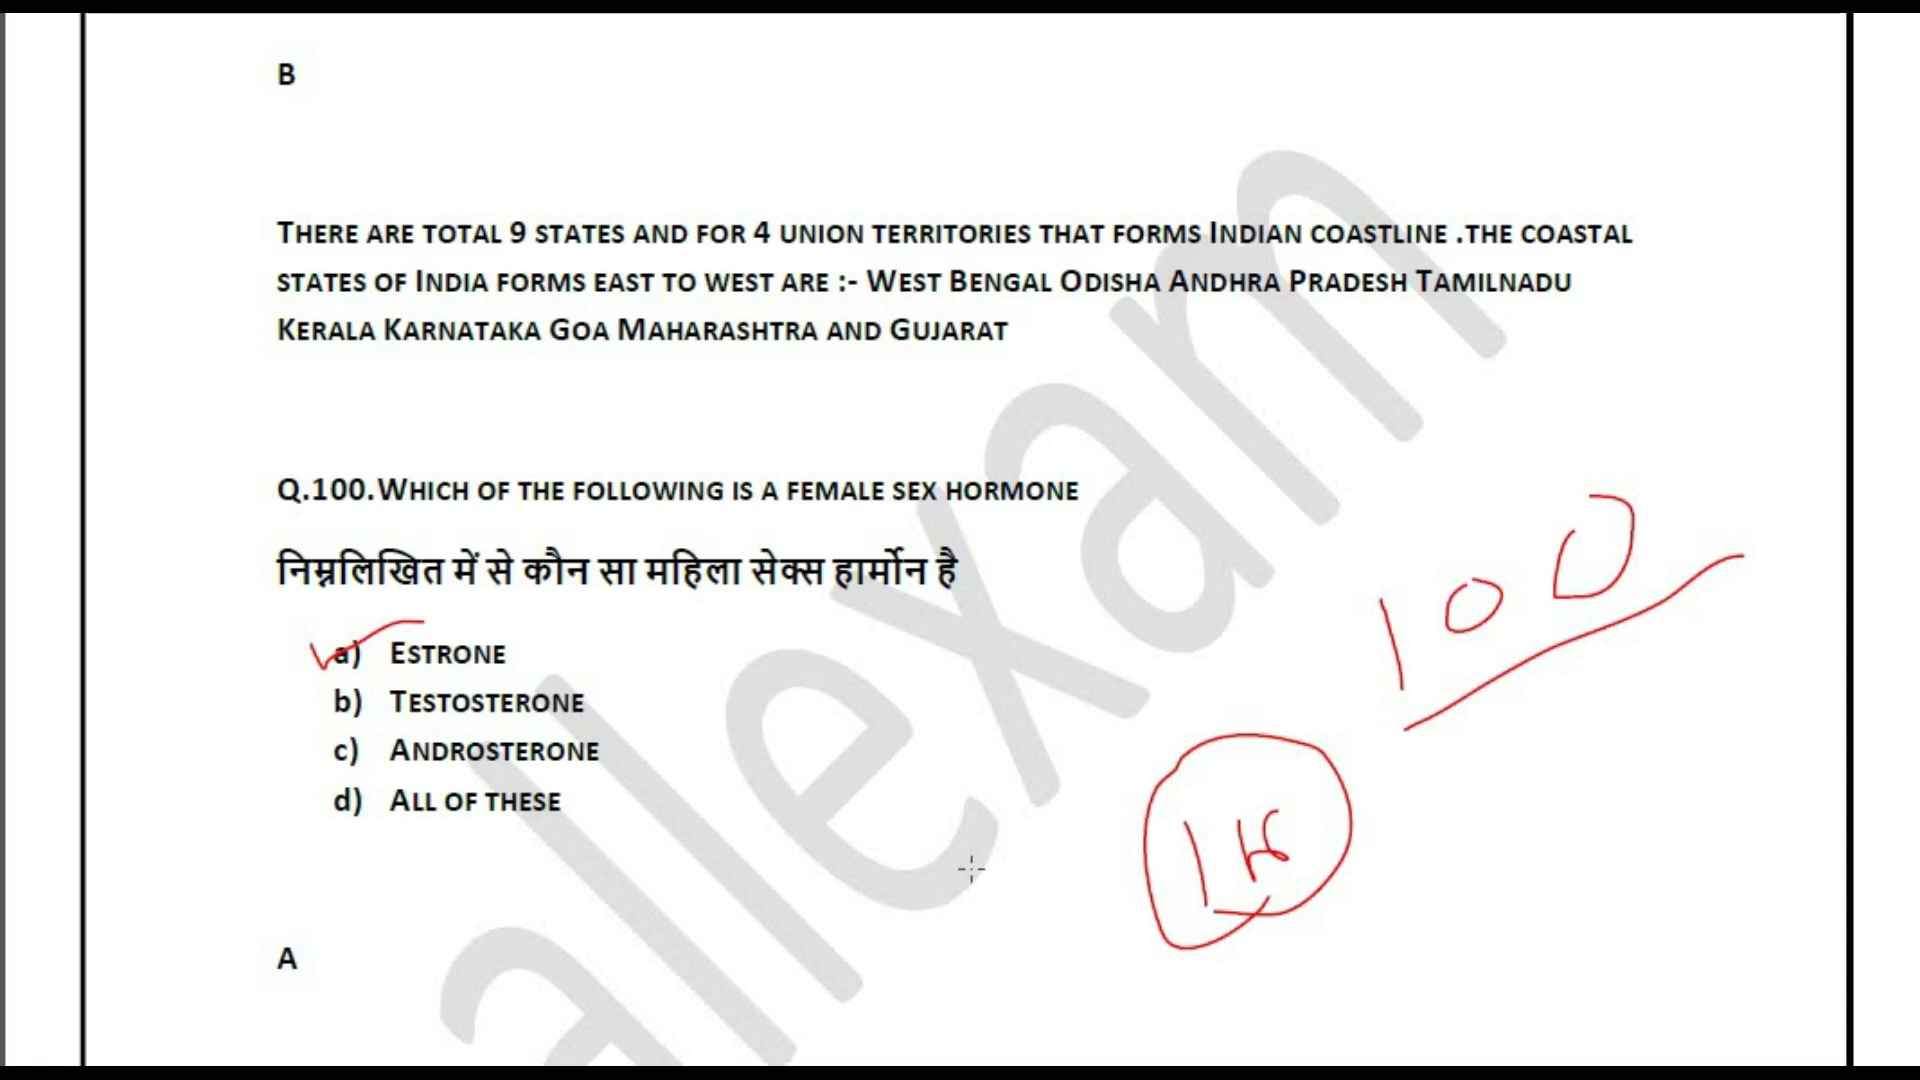 B
THERE ARE TOTAL 9 STATES AND FOR 4 UNION TERRITORIES THAT FORMS INDIAN COASTLINE .THE COASTAL
STATES OF INDIA FORMS EAST TO WEST ARE :- WEST BENGAL ODISHA ANDHRA PRADESH TAMILNADU
KERALA KARNATAKA GOA MAHARASHTRA AND GUJARAT
Q.100.WHICH OF THE FOLLOWING IS A FEMALE SEX HORMONE
निम्नलिखित में से कौन सा महिला सेक्स हार्मोन है
a) ESTRONE
b) TESTOSTERONE
c) ANDROSTERONE
d) ALL OF THESE
100
A
allexam